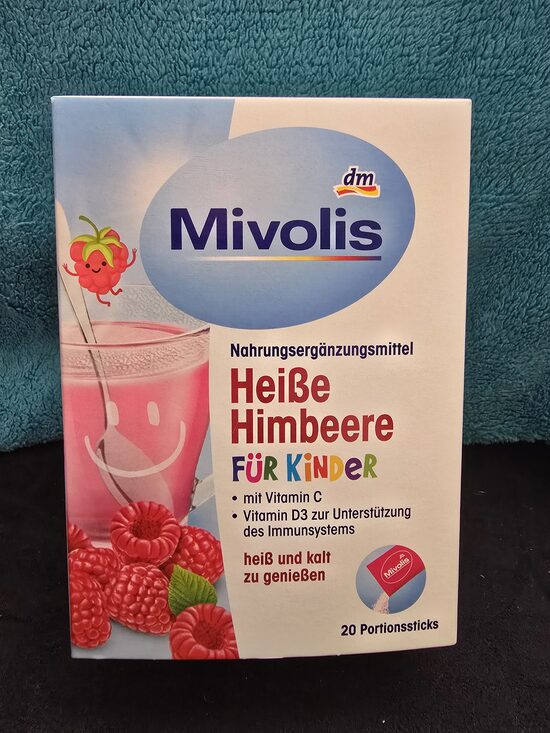 dm
Mivolis
Nahrungsergänzungsmittel
Heiße
Himbeere
FÜR KiNDER
• mit Vitamin C
• Vitamin D3 zur Unterstützung
des Immunsystems
heiß und kalt
zu genießen
Mivolis
20 Portionssticks